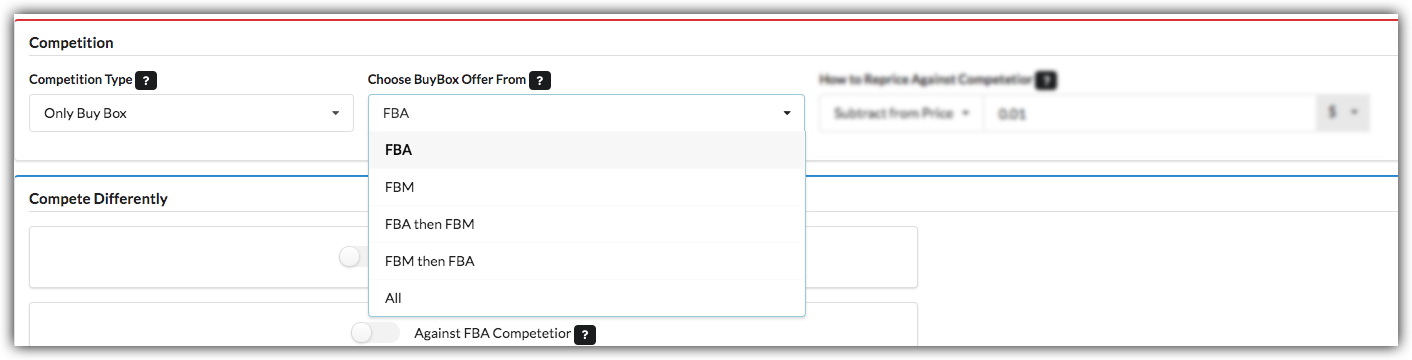 Competition
Competition Type ?
Choose BuyBox Offer From ?
How to Reprice Against Competetior ?
Only Buy Box
FBA
Subtract from Price
0.01
$
FBA
FBM
FBA then FBM
FBM then FBA
All
Compete Differently
Against FBA Competetior ?